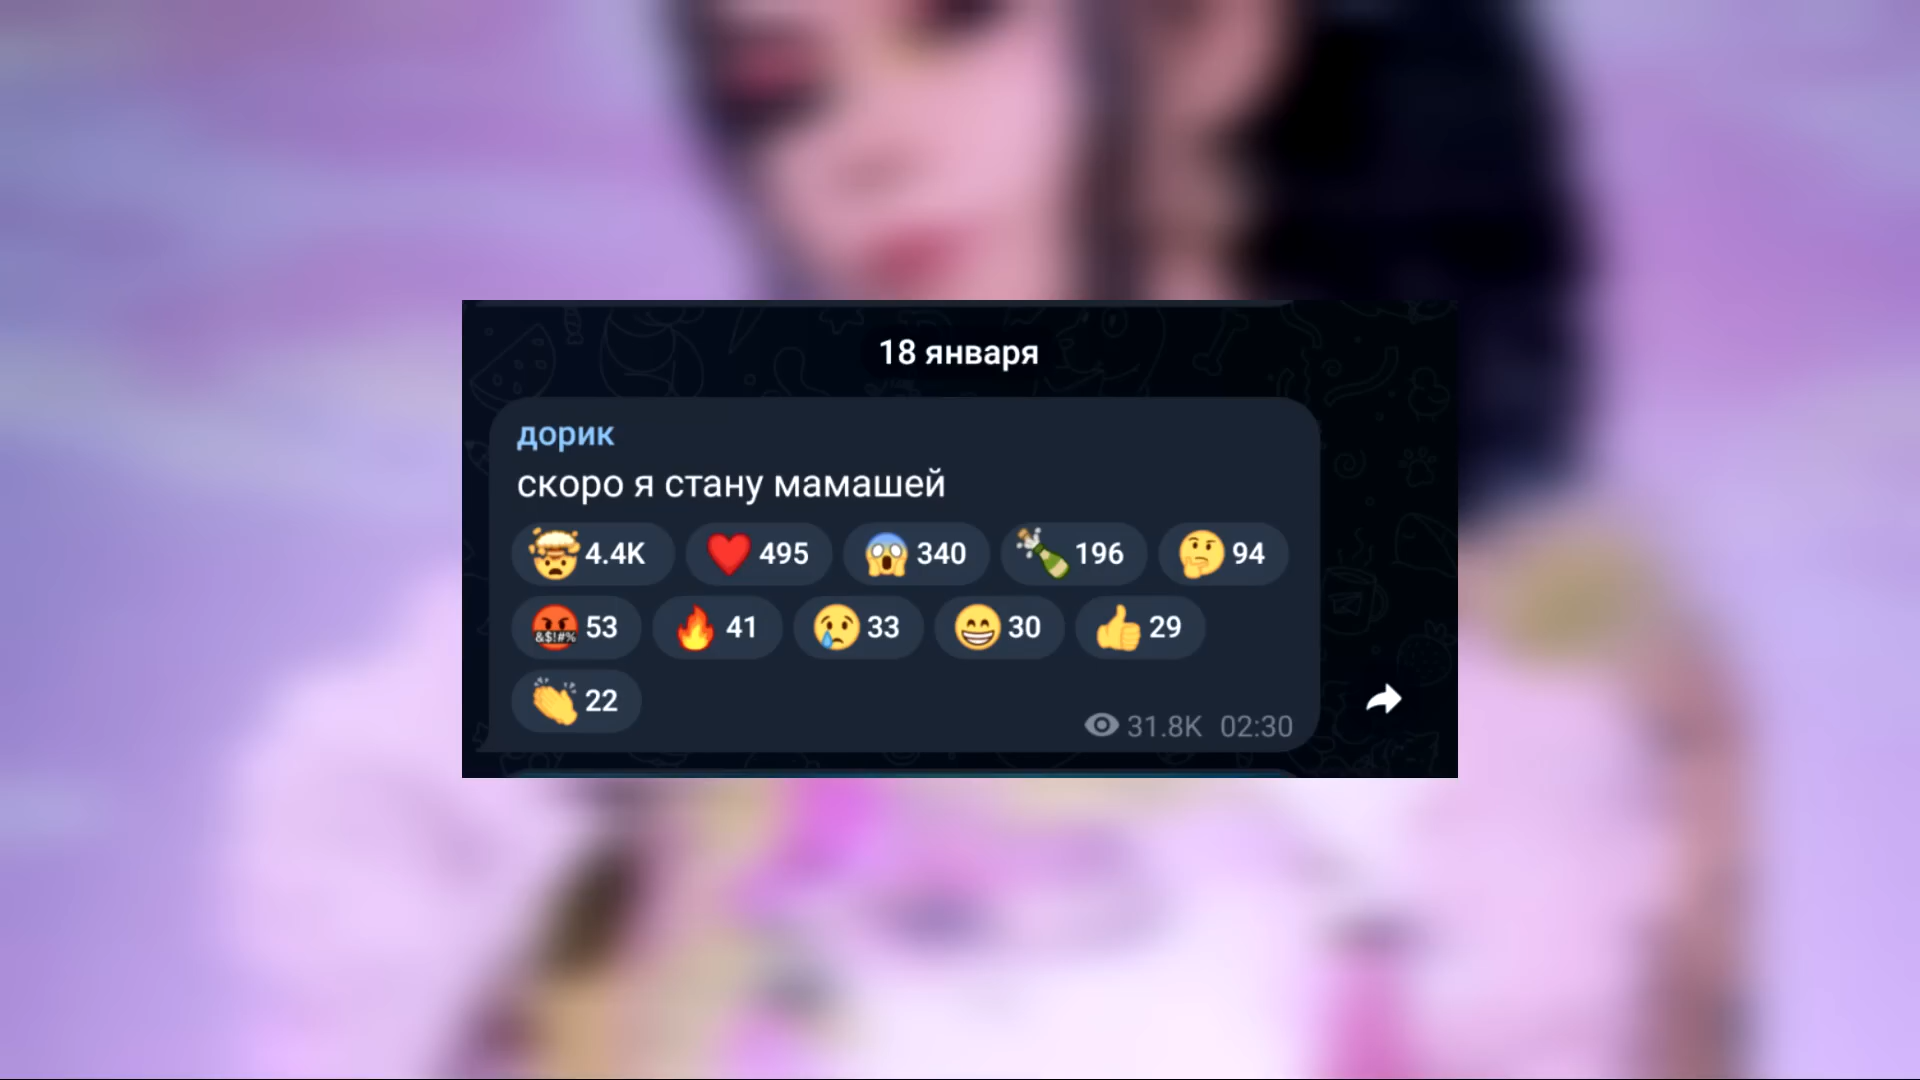 18 января
дорик
скоро я стану мамашей
4.4K 495 340 196 94
&$!#% 53 41 33 30 29
22
31.8K 02:30